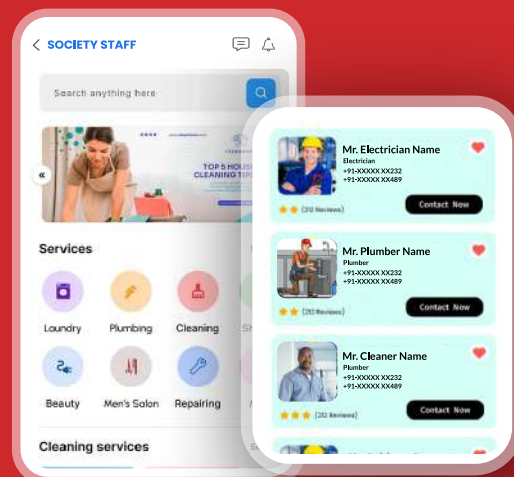 SOCIETY STAFF
Search anything here
TOP 5 HOUS
CLEANING TIPS
Services
Laundry
Plumbing
Cleaning
Beauty
Men's Salon
Repairing
Cleaning services
Mr. Electrician Name
Electrician
+91-XXXXX XX232
+91-XXXXX XX489
(212 Reviews)
Contact Now
Mr. Plumber Name
Plumber
+91-XXXXX XX232
+91-XXXXX XX489
(212 Reviews)
Contact Now
Mr. Cleaner Name
Plumber
+91-XXXXX XX232
+91-XXXXX XX489
(212 Reviews)
Contact Now